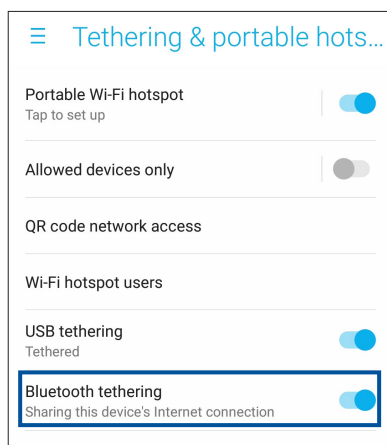 Tethering & portable hots...
Portable Wi-Fi hotspot
Tap to set up
Allowed devices only
QR code network access
Wi-Fi hotspot users
USB tethering
Tethered
Bluetooth tethering
Sharing this device's Internet connection